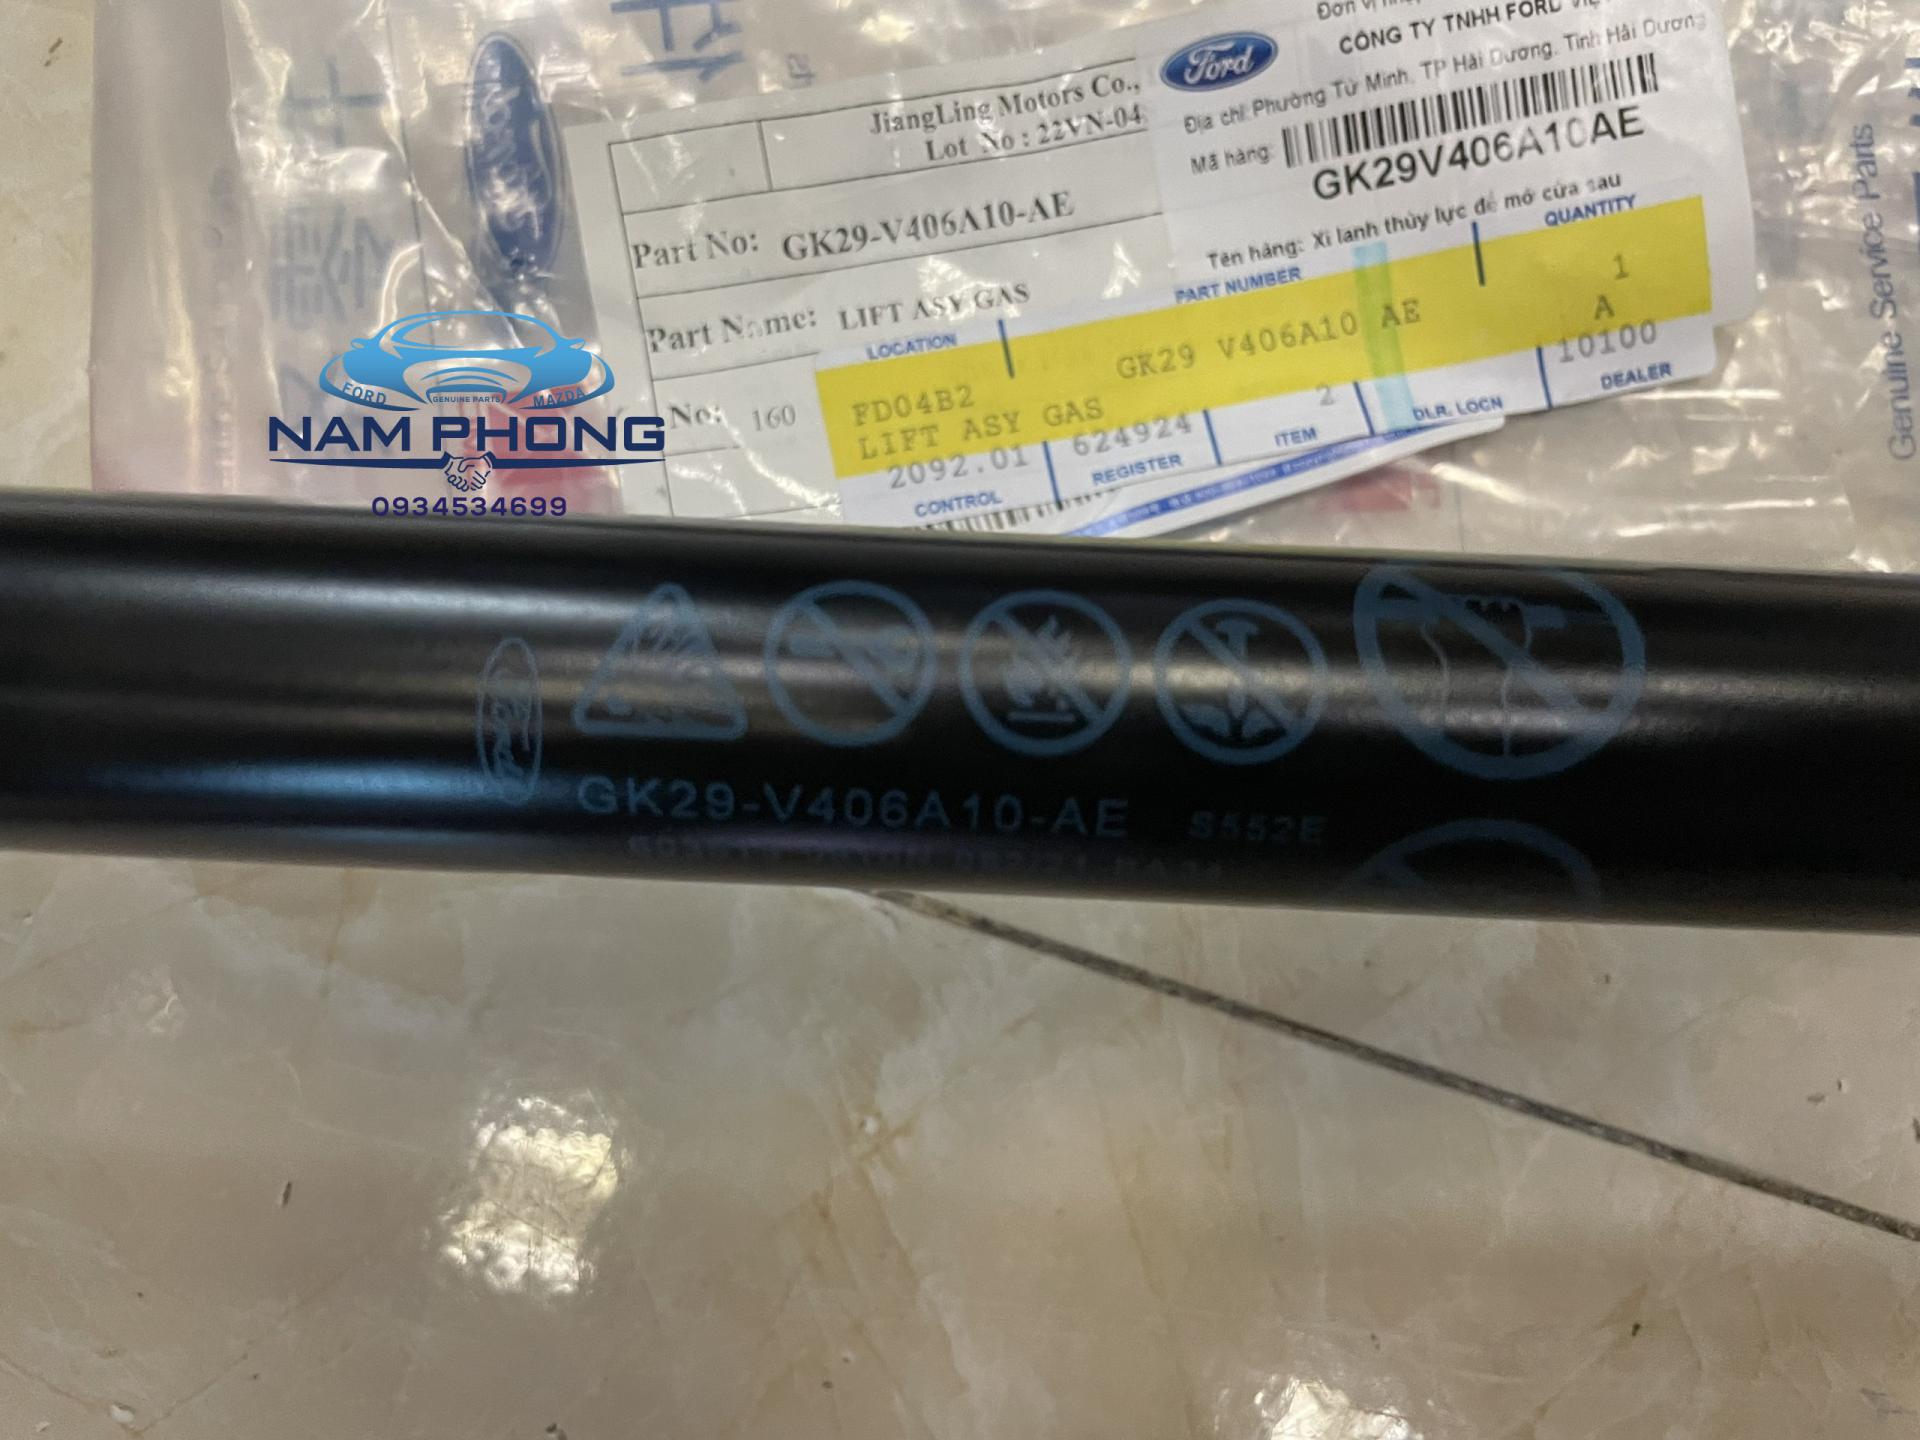 Ford
CÔNG TY TNHH FORD
Địa chỉ: Phường Tứ Minh, TP Hải Dương, Tỉnh Hải Dương
Mã hàng:
GK29V406A10AE
Tên hàng: Xi lanh thủy lực để mở cửa sau
JiangLing Motors Co.,
Lot No : 22VN-04
Part No: GK29-V406A10-AE
Part Name: LIFT ASY GAS
No: 160
LOCATION
PART NUMBER
QUANTITY
FD04B2
GK29 V406A10 AE
1
LIFT ASY GAS
A
2092.01
624924
2
10100
CONTROL
REGISTER
ITEM
DLR. LOCN
DEALER
Genuine Service Parts
FORD
GENUINE PARTS
MAZDA
NAM PHONG
0934534699
Ford
GK29-V406A10-AE S552E